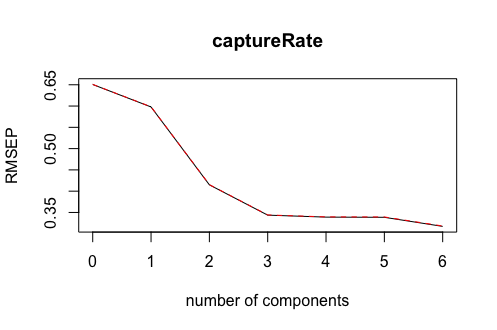 captureRate
RMSEP
0.65
0.50
0.35
0 1 2 3 4 5 6
number of components